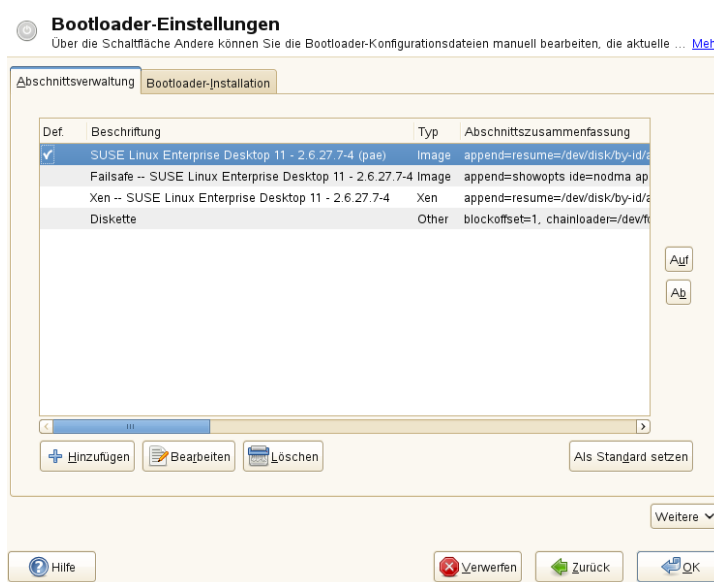 Bootloader-Einstellungen
Über die Schaltfläche Andere können Sie die Bootloader-Konfigurationsdateien manuell bearbeiten, die aktuelle ... Meh
Abschnittsverwaltung Bootloader-Installation
Def. Beschriftung Typ Abschnittszusammenfassung
SUSE Linux Enterprise Desktop 11 - 2.6.27.7-4 (pae) Image append=resume=/dev/disk/by-id/a
Failsafe -- SUSE Linux Enterprise Desktop 11 - 2.6.27.7-4 Image append=showopts ide=nodma ap
Xen -- SUSE Linux Enterprise Desktop 11 - 2.6.27.7-4 Xen append=resume=/dev/disk/by-id/a
Diskette Other blockoffset=1, chainloader=/dev/fd
Auf
Ab
Hinzufügen Bearbeiten Löschen Als Standard setzen
Weitere
Hilfe Verwerfen Zurück OK